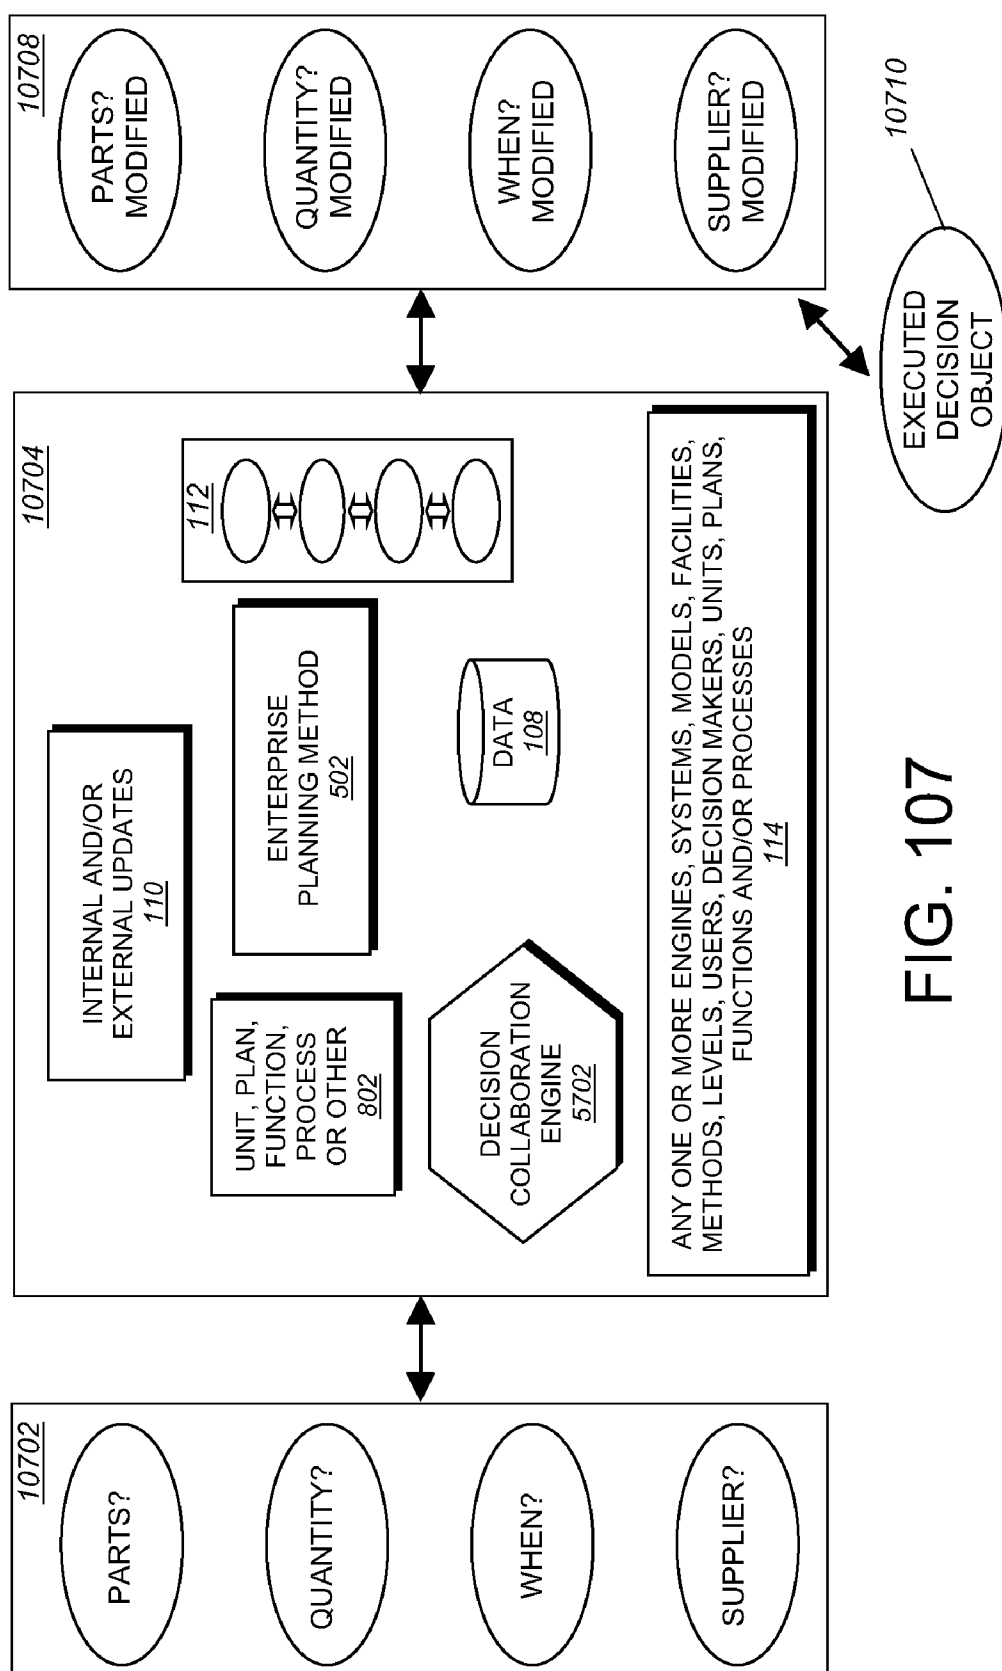 10702
PARTS?
QUANTITY?
WHEN?
SUPPLIER?
10704
INTERNAL AND/OR
EXTERNAL UPDATES
110
UNIT, PLAN,
FUNCTION,
PROCESS
OR OTHER
802
ENTERPRISE
PLANNING METHOD
502
112
DECISION
COLLABORATION
ENGINE
5702
DATA
108
ANY ONE OR MORE ENGINES, SYSTEMS, MODELS, FACILITIES,
METHODS, LEVELS, USERS, DECISION MAKERS, UNITS, PLANS,
FUNCTIONS AND/OR PROCESSES
114
10708
PARTS?
MODIFIED
QUANTITY?
MODIFIED
WHEN?
MODIFIED
SUPPLIER?
MODIFIED
10710
EXECUTED
DECISION
OBJECT
FIG. 107